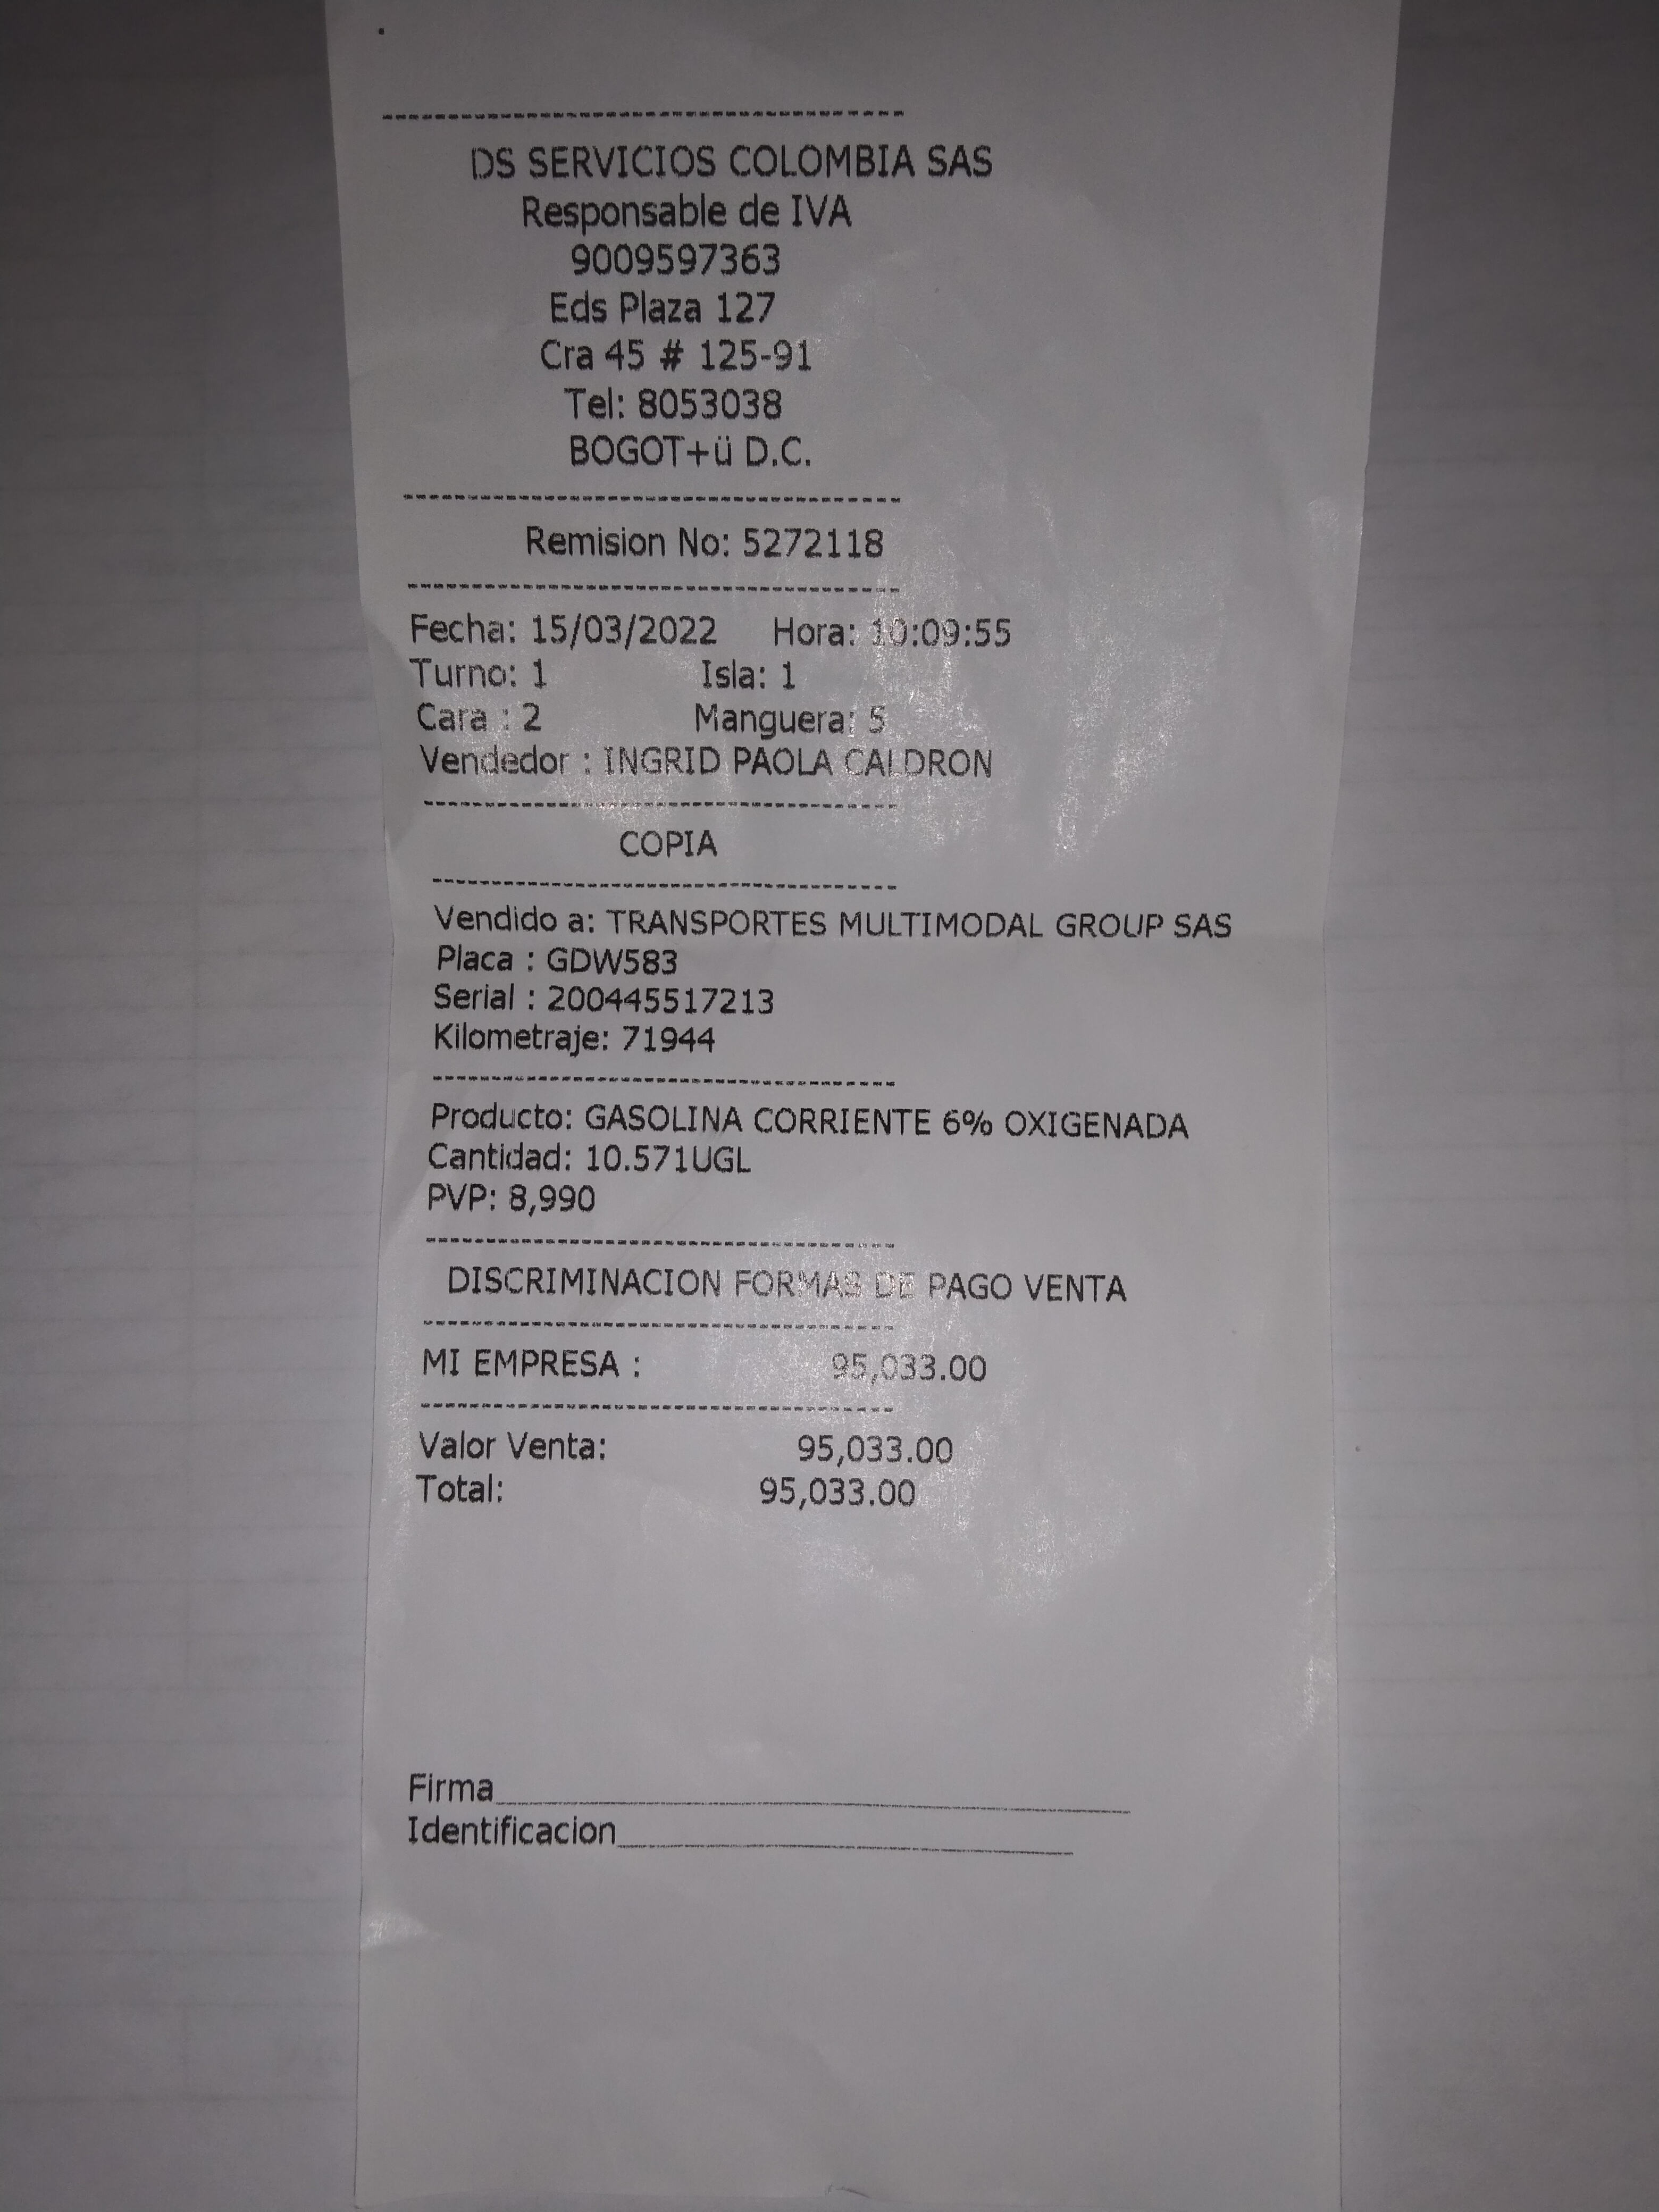 DS SERVICIOS COLOMBIA SAS
Responsable de IVA
9009597363
Eds Plaza 127
Cra 45 # 125-91
Tel: 8053038
BOGOT+ü D.C.
Remision No: 5272118
Fecha: 15/03/2022 Hora: 10:09:55
Turno: 1 Isla: 1
Cara : 2 Manguera: 5
Vendedor : INGRID PAOLA CALDRON
COPIA
Vendido a: TRANSPORTES MULTIMODAL GROUP SAS
Placa : GDW583
Serial : 200445517213
Kilometraje: 71944
Producto: GASOLINA CORRIENTE 6% OXIGENADA
Cantidad: 10.571UGL
PVP: 8,990
DISCRIMINACION FORMAS DE PAGO VENTA
MI EMPRESA : 95,033.00
Valor Venta: 95,033.00
Total: 95,033.00
Firma
Identificacion